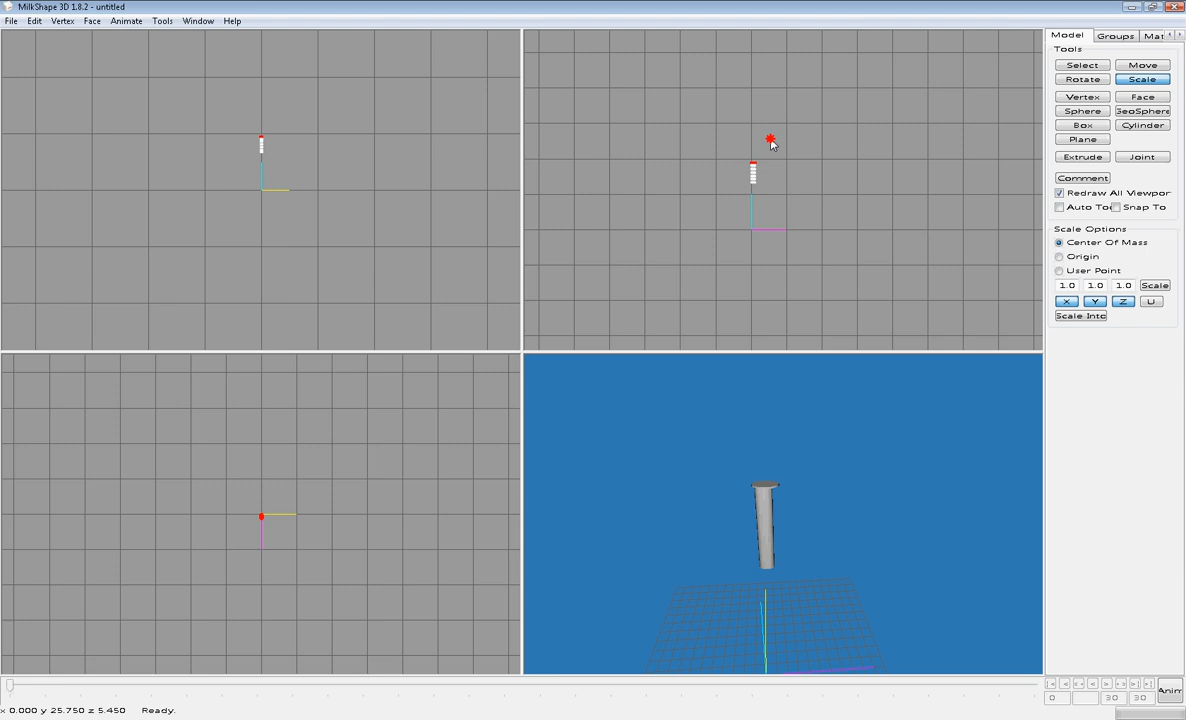 MilkShape 3D 1.8.2 - untitled
File Edit Vertex Face Animate Tools Window Help
Model Groups Mat
Tools
Select Move
Rotate Scale
Vertex Face
Sphere GeoSphere
Box Cylinder
Plane
Extrude Joint
Comment
Redraw All Viewpor
Auto Too Snap To
Scale Options
Center Of Mass
Origin
User Point
1.0 1.0 1.0 Scale
X Y Z U
Scale Into
0 30 30
Anim
x 0.000 y 25.750 z 5.450 Ready.